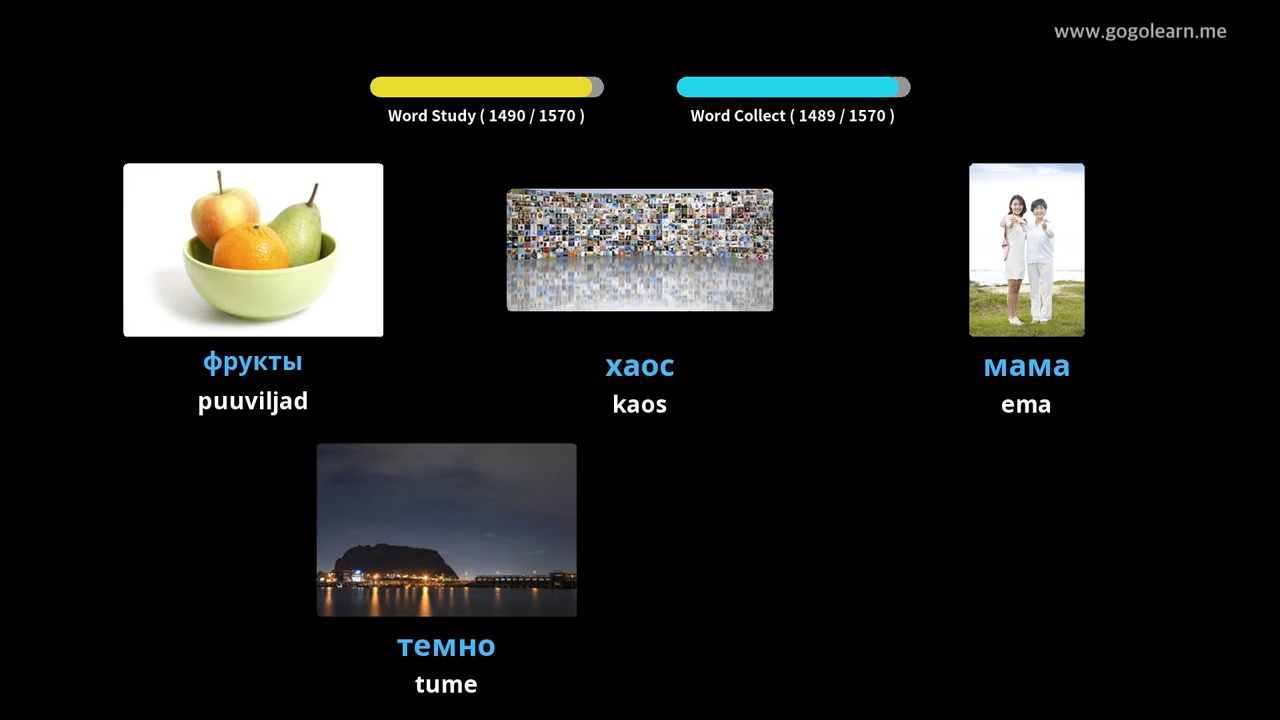 www.gogolearn.me
Word Study ( 1490 / 1570 )
Word Collect ( 1489 / 1570 )
фрукты
puuviljad
хаос
kaos
мама
ema
темно
tume